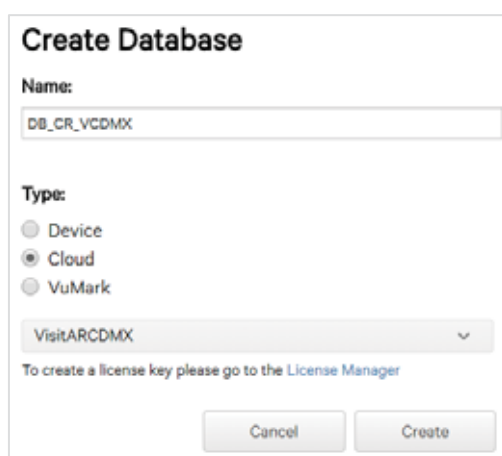 Create Database
Name:
DB_CR_VCDMX
Type:
Device
Cloud
VuMark
VisitARCDMX
To create a license key please go to the License Manager
Cancel Create